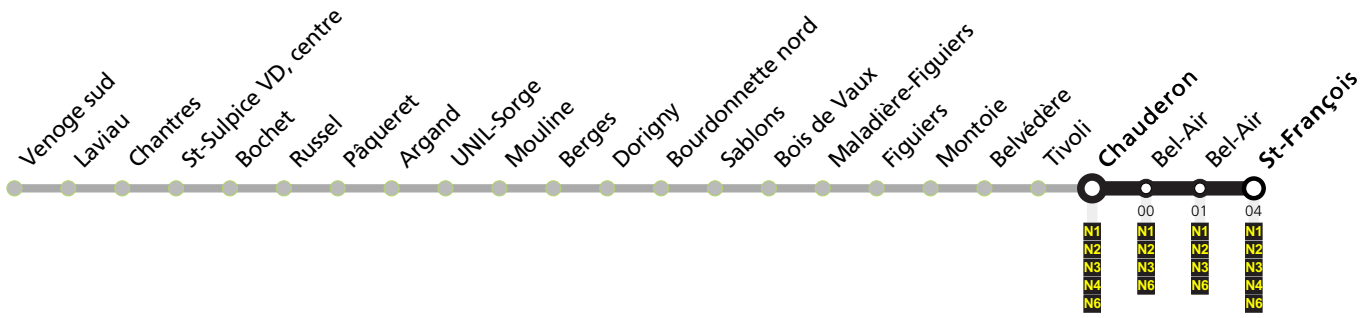 Venoge sud
Laviau
Chantres
St-Sulpice VD, centre
Bochet
Russel
Pâqueret
Argand
UNIL-Sorge
Mouline
Berges
Dorigny
Bourdonnette nord
Sablons
Bois de Vaux
Maladière-Figuiers
Figuiers
Montoie
Belvédère
Tivoli
Chauderon
Bel-Air
Bel-Air
St-François
00 01 04
N1 N1 N1 N1
N2 N2 N2 N2
N3 N3 N3 N3
N4 N6 N6 N4
N6 N6